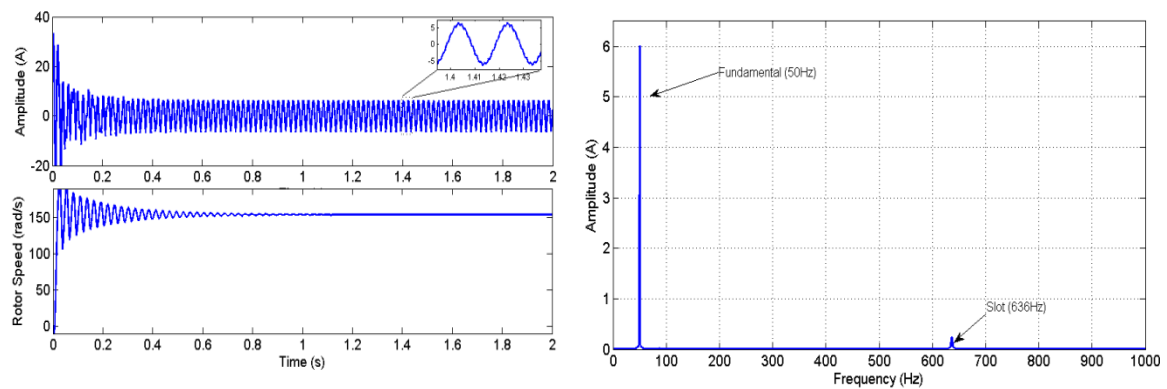 40
20
0
-20
Amplitude (A)
5
0
-5
1.4 1.41 1.42 1.43
0 0.2 0.4 0.6 0.8 1 1.2 1.4 1.6 1.8 2
150
100
50
0
Rotor Speed (rad/s)
0 0.2 0.4 0.6 0.8 1 1.2 1.4 1.6 1.8 2
Time (s)
6
5
4
3
2
1
0
Amplitude (A)
Fundamental (50Hz)
Slot (636Hz)
0 100 200 300 400 500 600 700 800 900 1000
Frequency (Hz)